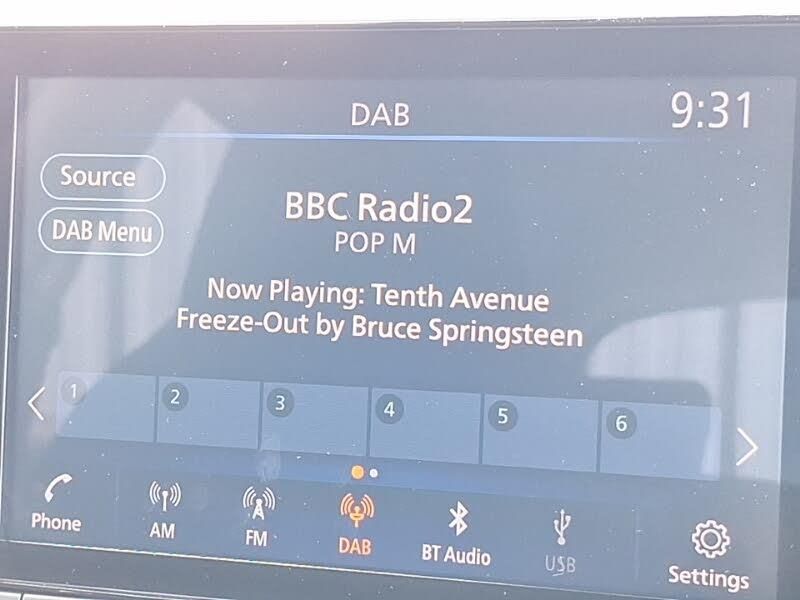 DAB
9:31
Source
DAB Menu
BBC Radio2
POP M
Now Playing: Tenth Avenue
Freeze-Out by Bruce Springsteen
1 2 3 4 5 6
Phone AM FM DAB BT Audio USB Settings